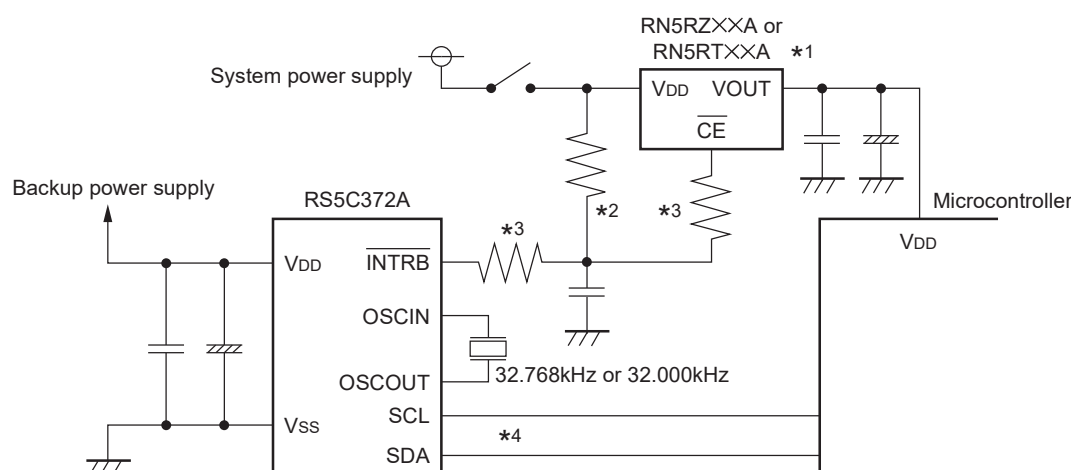 RN5RZ××A or
RN5RT××A *1
System power supply
VDD VOUT
CE
Backup power supply
RS5C372A
*2
*3
Microcontroller
VDD
*3
VDD
INTRB
OSCIN
32.768kHz or 32.000kHz
OSCOUT
SCL
VSS
*4
SDA